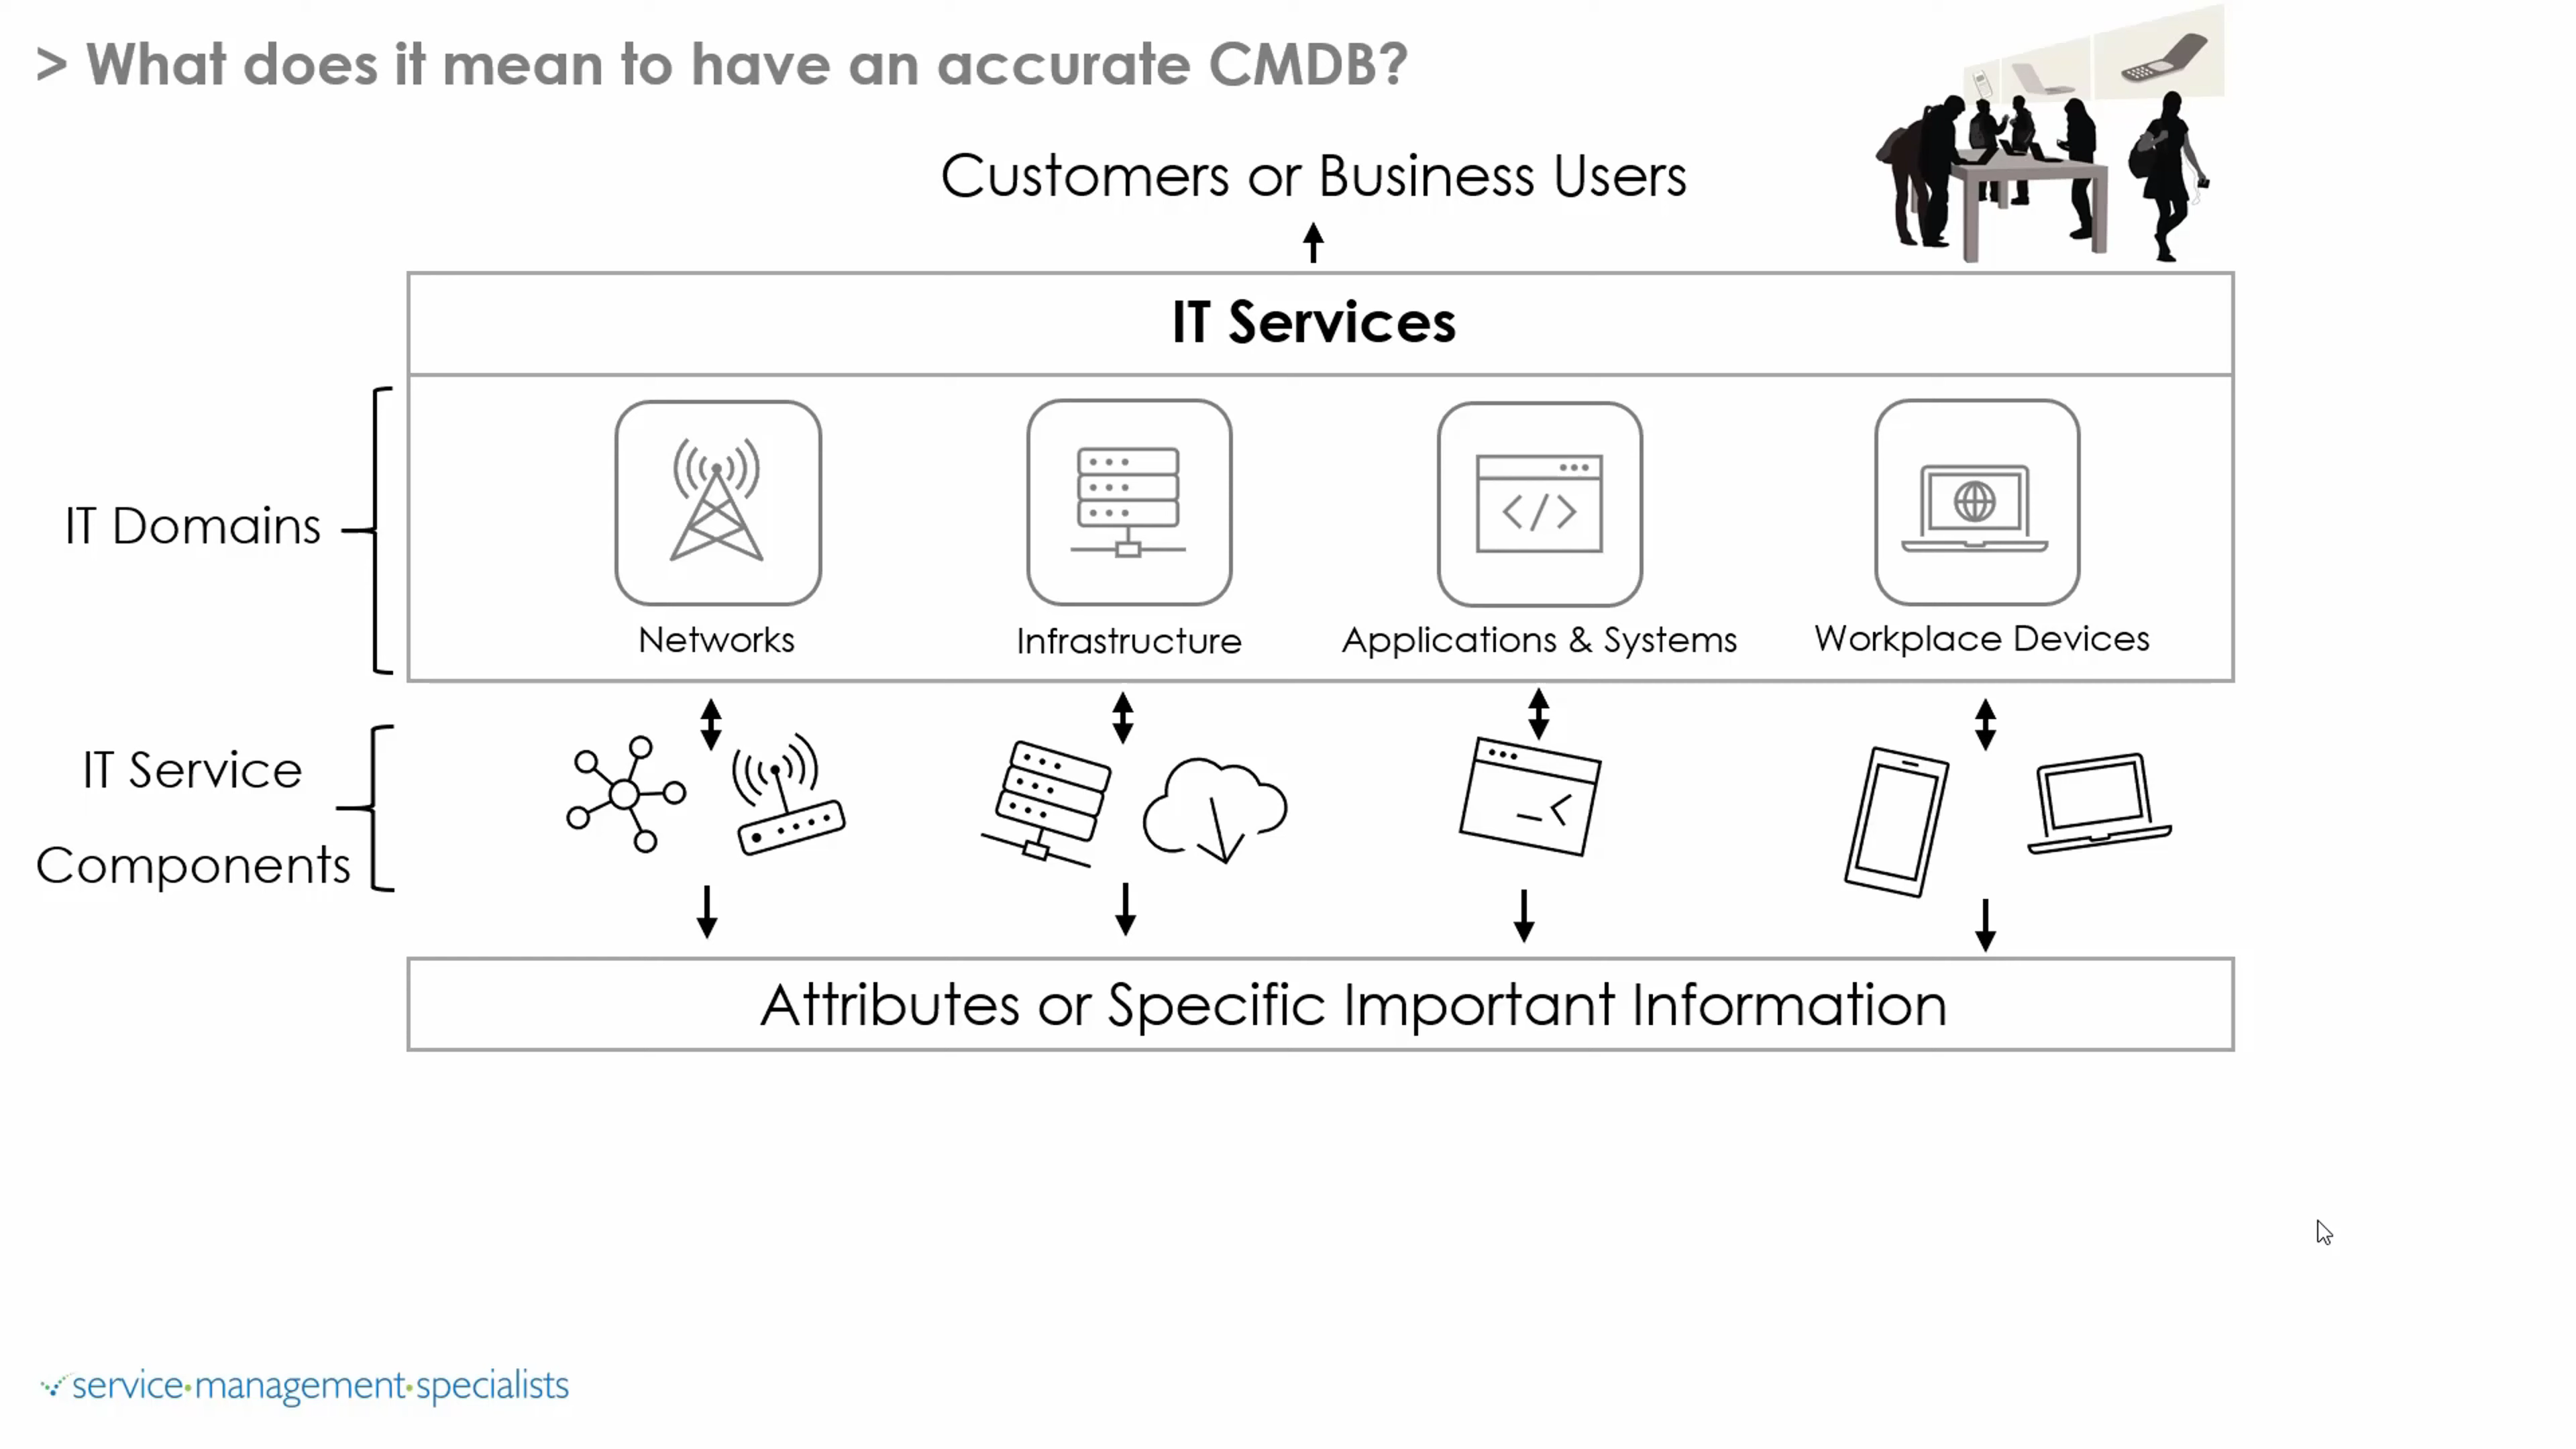 > What does it mean to have an accurate CMDB?
Customers or Business Users
IT Services
IT Domains
Networks
Infrastructure
Applications & Systems
Workplace Devices
IT Service
Components
Attributes or Specific Important Information
service•management•specialists